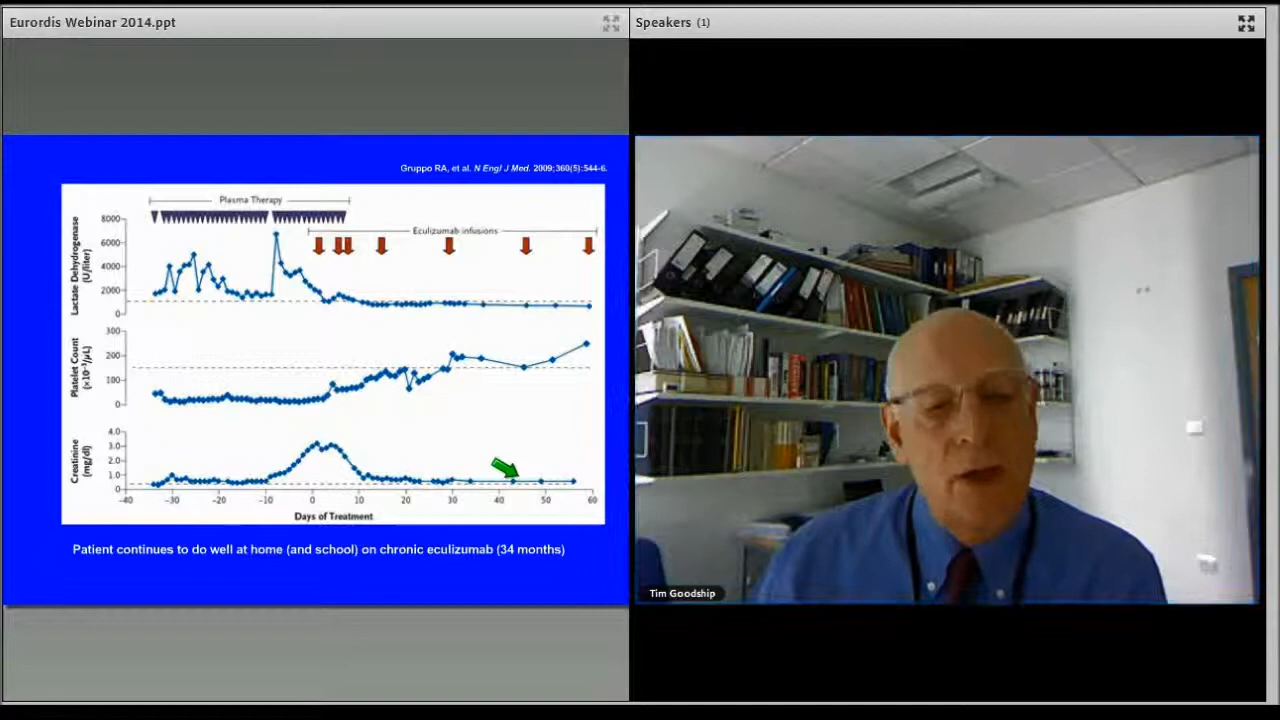 Eurordis Webinar 2014.ppt
Speakers (1)
Gruppo RA, et al. N Engl J Med. 2009;360(5):544-6.
Plasma Therapy
Eculizumab infusions
Lactate Dehydrogenase
(U/liter)
8000
6000
4000
2000
0
Platelet Count
(×10⁻³/μL)
300
200
100
0
Creatinine
(mg/dl)
4.0
3.0
2.0
1.0
0
−40 −30 −20 −10 0 10 20 30 40 50 60
Days of Treatment
Patient continues to do well at home (and school) on chronic eculizumab (34 months)
Tim Goodship